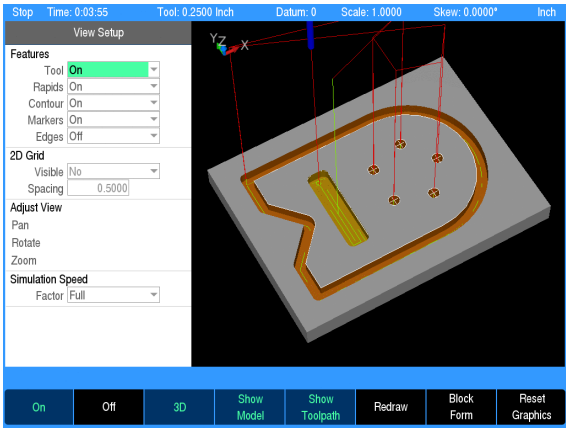 Stop Time: 0:03:55 Tool: 0.2500 Inch Datum: 0 Scale: 1.0000 Skew: 0.0000° Inch
View Setup
Features
Tool On
Rapids On
Contour On
Markers On
Edges Off
2D Grid
Visible No
Spacing 0.5000
Adjust View
Pan
Rotate
Zoom
Simulation Speed
Factor Full
Y Z X
On Off 3D Show Model Show Toolpath Redraw Block Form Reset Graphics